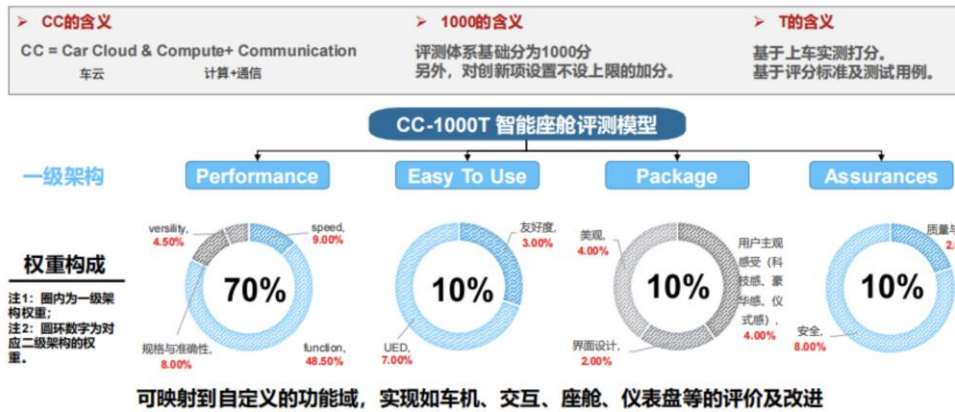 ➢ CC的含义
CC = Car Cloud & Compute+ Communication
车云 计算+通信
➢ 1000的含义
评测体系基础分为1000分
另外，对创新项设置不设上限的加分。
➢ T的含义
基于上车实测打分。
基于评分标准及测试用例。
CC-1000T 智能座舱评测模型
一级架构
Performance
Easy To Use
Package
Assurances
权重构成
注1：圈内为一级架
构权重；
注2：圆环数字为对
应二级架构的权
重。
versility,
4.50%
speed,
9.00%
70%
规格与准确性,
8.00%
function,
48.50%
友好度,
3.00%
10%
UED,
7.00%
美观,
4.00%
用户主观
感受（科
技感、豪
华感、仪
式感）,
4.00%
10%
界面设计,
2.00%
质量与
2.0
10%
安全,
8.00%
可映射到自定义的功能域，实现如车机、交互、座舱、仪表盘等的评价及改进